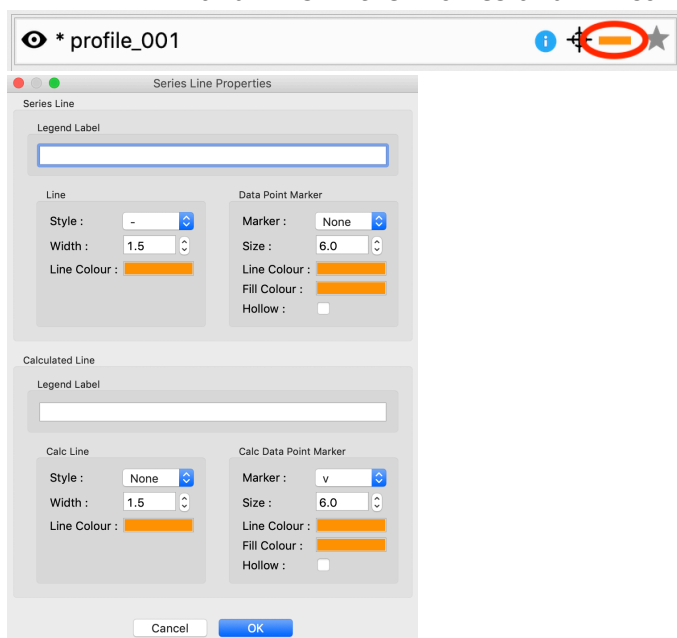 * profile_001
Series Line Properties
Series Line
Legend Label
Line Data Point Marker
Style : - Marker : None
Width : 1.5 Size : 6.0
Line Colour : Line Colour :
Fill Colour :
Hollow :
Calculated Line
Legend Label
Calc Line Calc Data Point Marker
Style : None Marker : v
Width : 1.5 Size : 6.0
Line Colour : Line Colour :
Fill Colour :
Hollow :
Cancel OK